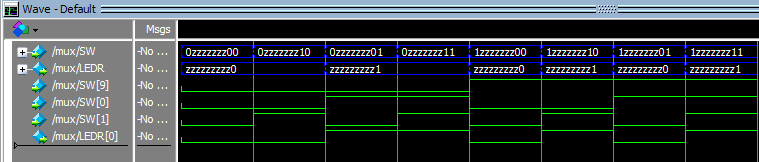 Wave - Default
Msgs
/mux/SW -No ... 0zzzzzzz00 0zzzzzzz10 0zzzzzzz01 0zzzzzzz11 1zzzzzzz00 1zzzzzzz10 1zzzzzzz01 1zzzzzzz11
/mux/LEDR -No ... zzzzzzzzz0 zzzzzzzzz1 zzzzzzzzz0 zzzzzzzzz1 zzzzzzzzz0 zzzzzzzzz1
/mux/SW[9] -No ...
/mux/SW[0] -No ...
/mux/SW[1] -No ...
/mux/LEDR[0] -No ...